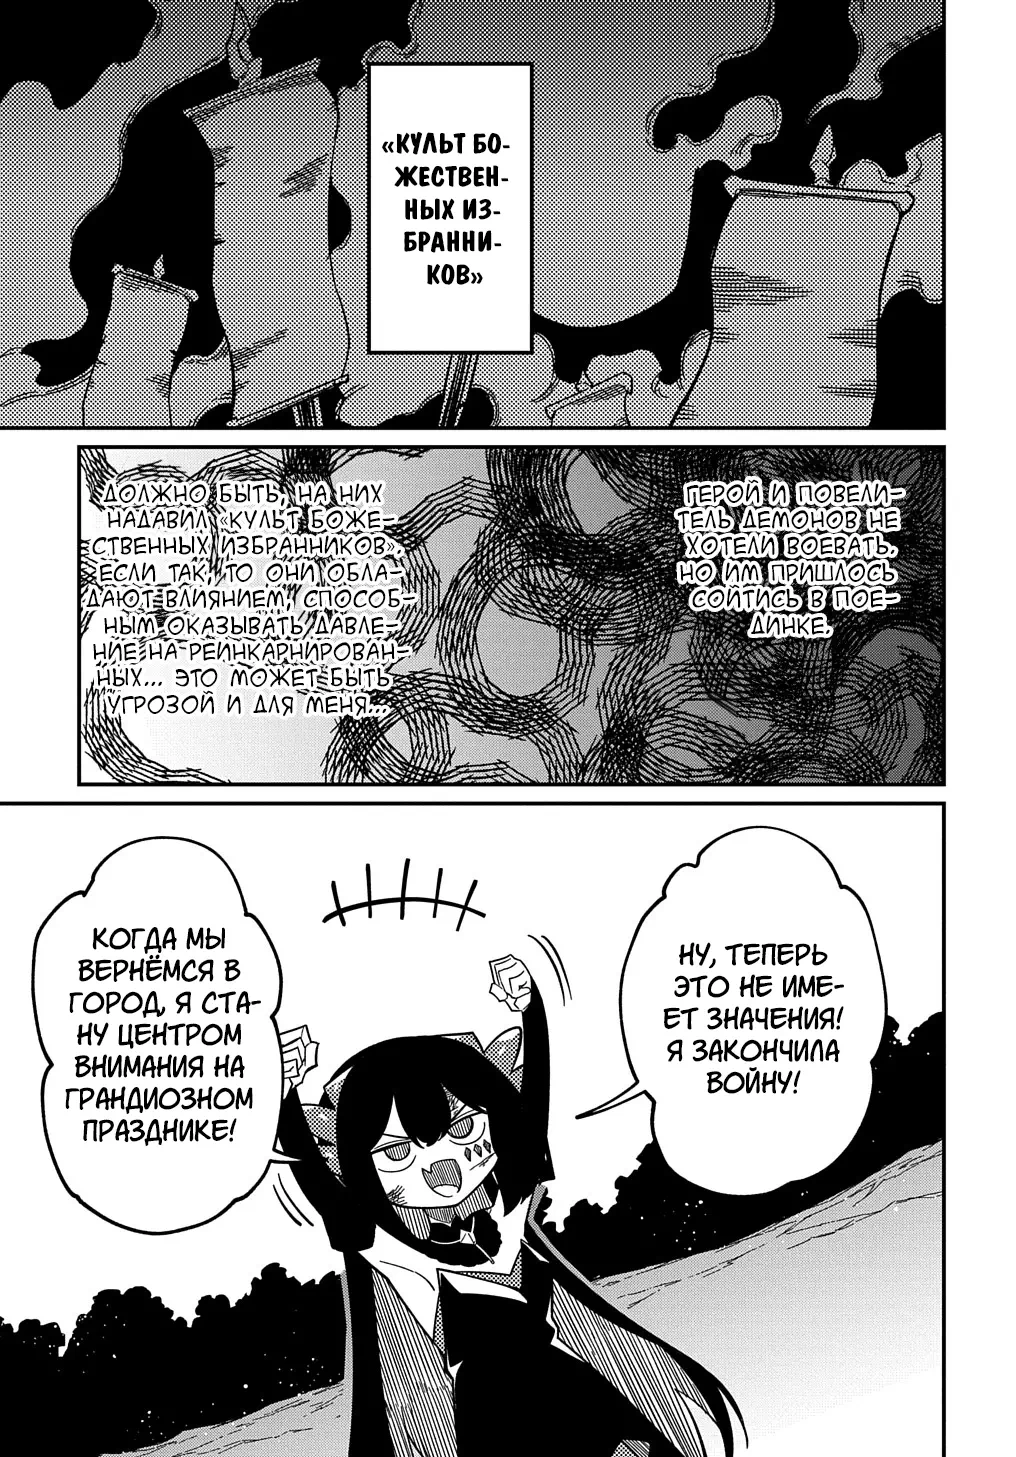 «КУЛЬТ БО-
ЖЕСТВЕН-
НЫХ ИЗ-
БРАННИ-
КОВ»
ГЕРОЙ И ПОВЕЛИ-
ТЕЛЬ ДЕМОНОВ НЕ
ХОТЕЛИ ВОЕВАТЬ,
НО ИМ ПРИШЛОСЬ
СОЙТИСЬ В ПОЕ-
ДИНКЕ.
ДОЛЖНО БЫТЬ, НА НИХ
НАДАВИЛ «КУЛЬТ БОЖЕ-
СТВЕННЫХ ИЗБРАННИКОВ».
ЕСЛИ ТАК, ТО ОНИ ОБЛА-
ДАЮТ ВЛИЯНИЕМ, СПОСОБ-
НЫМ ОКАЗЫВАТЬ ДАВЛЕ-
НИЕ НА РЕИНКАРНИРОВАН-
НЫХ... ЭТО МОЖЕТ БЫТЬ
УГРОЗОЙ И ДЛЯ МЕНЯ...
НУ, ТЕПЕРЬ
ЭТО НЕ ИМЕ-
ЕТ ЗНАЧЕНИЯ!
Я ЗАКОНЧИЛА
ВОЙНУ!
КОГДА МЫ
ВЕРНЁМСЯ В
ГОРОД, Я СТА-
НУ ЦЕНТРОМ
ВНИМАНИЯ НА
ГРАНДИОЗНОМ
ПРАЗДНИКЕ!